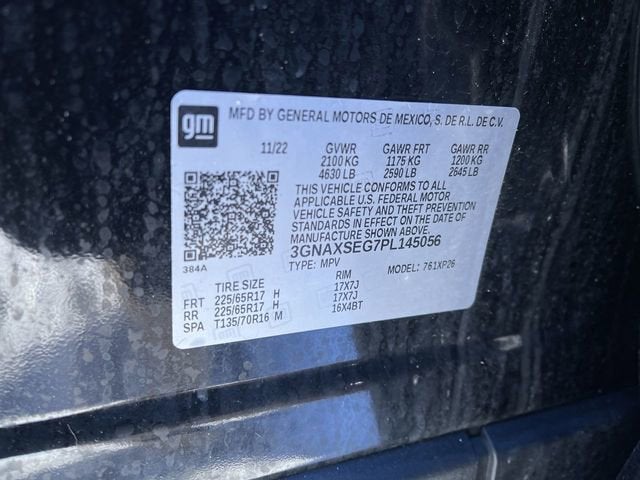 gm MFD BY GENERAL MOTORS DE MEXICO, S. DE R.L. DE C.V.
11/22 GVWR GAWR FRT GAWR RR
2100 KG 1175 KG 1200 KG
4630 LB 2590 LB 2645 LB
THIS VEHICLE CONFORMS TO ALL
APPLICABLE U.S. FEDERAL MOTOR
VEHICLE SAFETY AND THEFT PREVENTION
STANDARDS IN EFFECT ON THE DATE OF
MANUFACTURE SHOWN ABOVE.
3GNAXSEG7PL145056
384A TYPE: MPV MODEL: 761XP26
TIRE SIZE RIM
FRT 225/65R17 H 17X7J
RR 225/65R17 H 17X7J
SPA T135/70R16 M 16X4BT